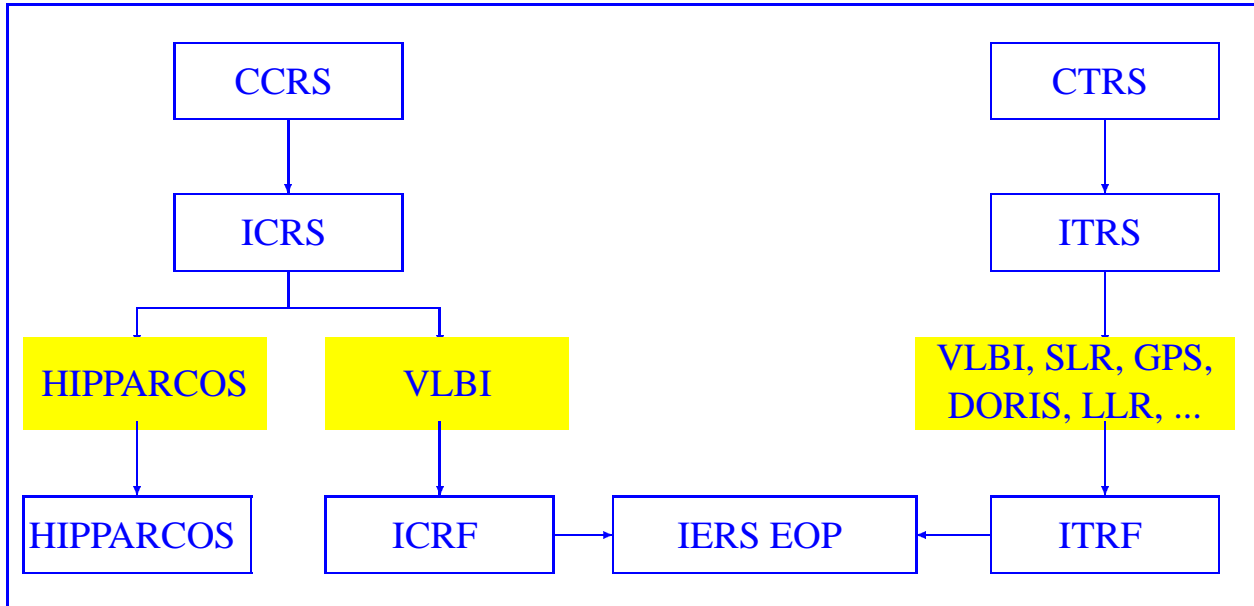 CCRS
CTRS
ICRS
ITRS
HIPPARCOS
VLBI
VLBI, SLR, GPS,
DORIS, LLR, ...
HIPPARCOS
ICRF
IERS EOP
ITRF